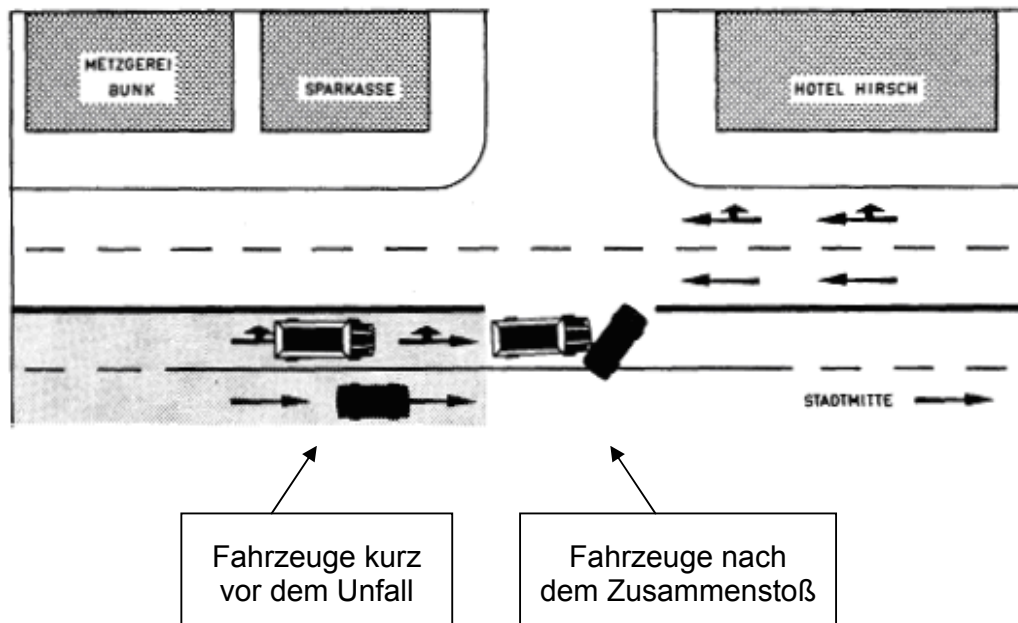 METZGEREI
BUNK
SPARKASSE
HOTEL HIRSCH
STADTMITTE
Fahrzeuge kurz
vor dem Unfall
Fahrzeuge nach
dem Zusammenstoß